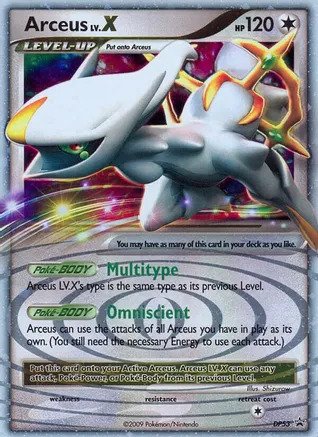 Arceus LV.X HP 120
LEVEL-UP Put onto Arceus
You may have as many of this card in your deck as you like.
Poké-BODY Multitype
Arceus LV.X's type is the same type as its previous Level.
Poké-BODY Omniscient
Arceus can use the attacks of all Arceus you have in play as its
own. (You still need the necessary Energy to use each attack.)
Put this card onto your Active Arceus. Arceus LV. X can use any
attack, Poké-Power, or Poké-Body from its previous Level.
Illus. Shizurow
weakness resistance retreat cost
©2009 Pokémon/Nintendo DP53